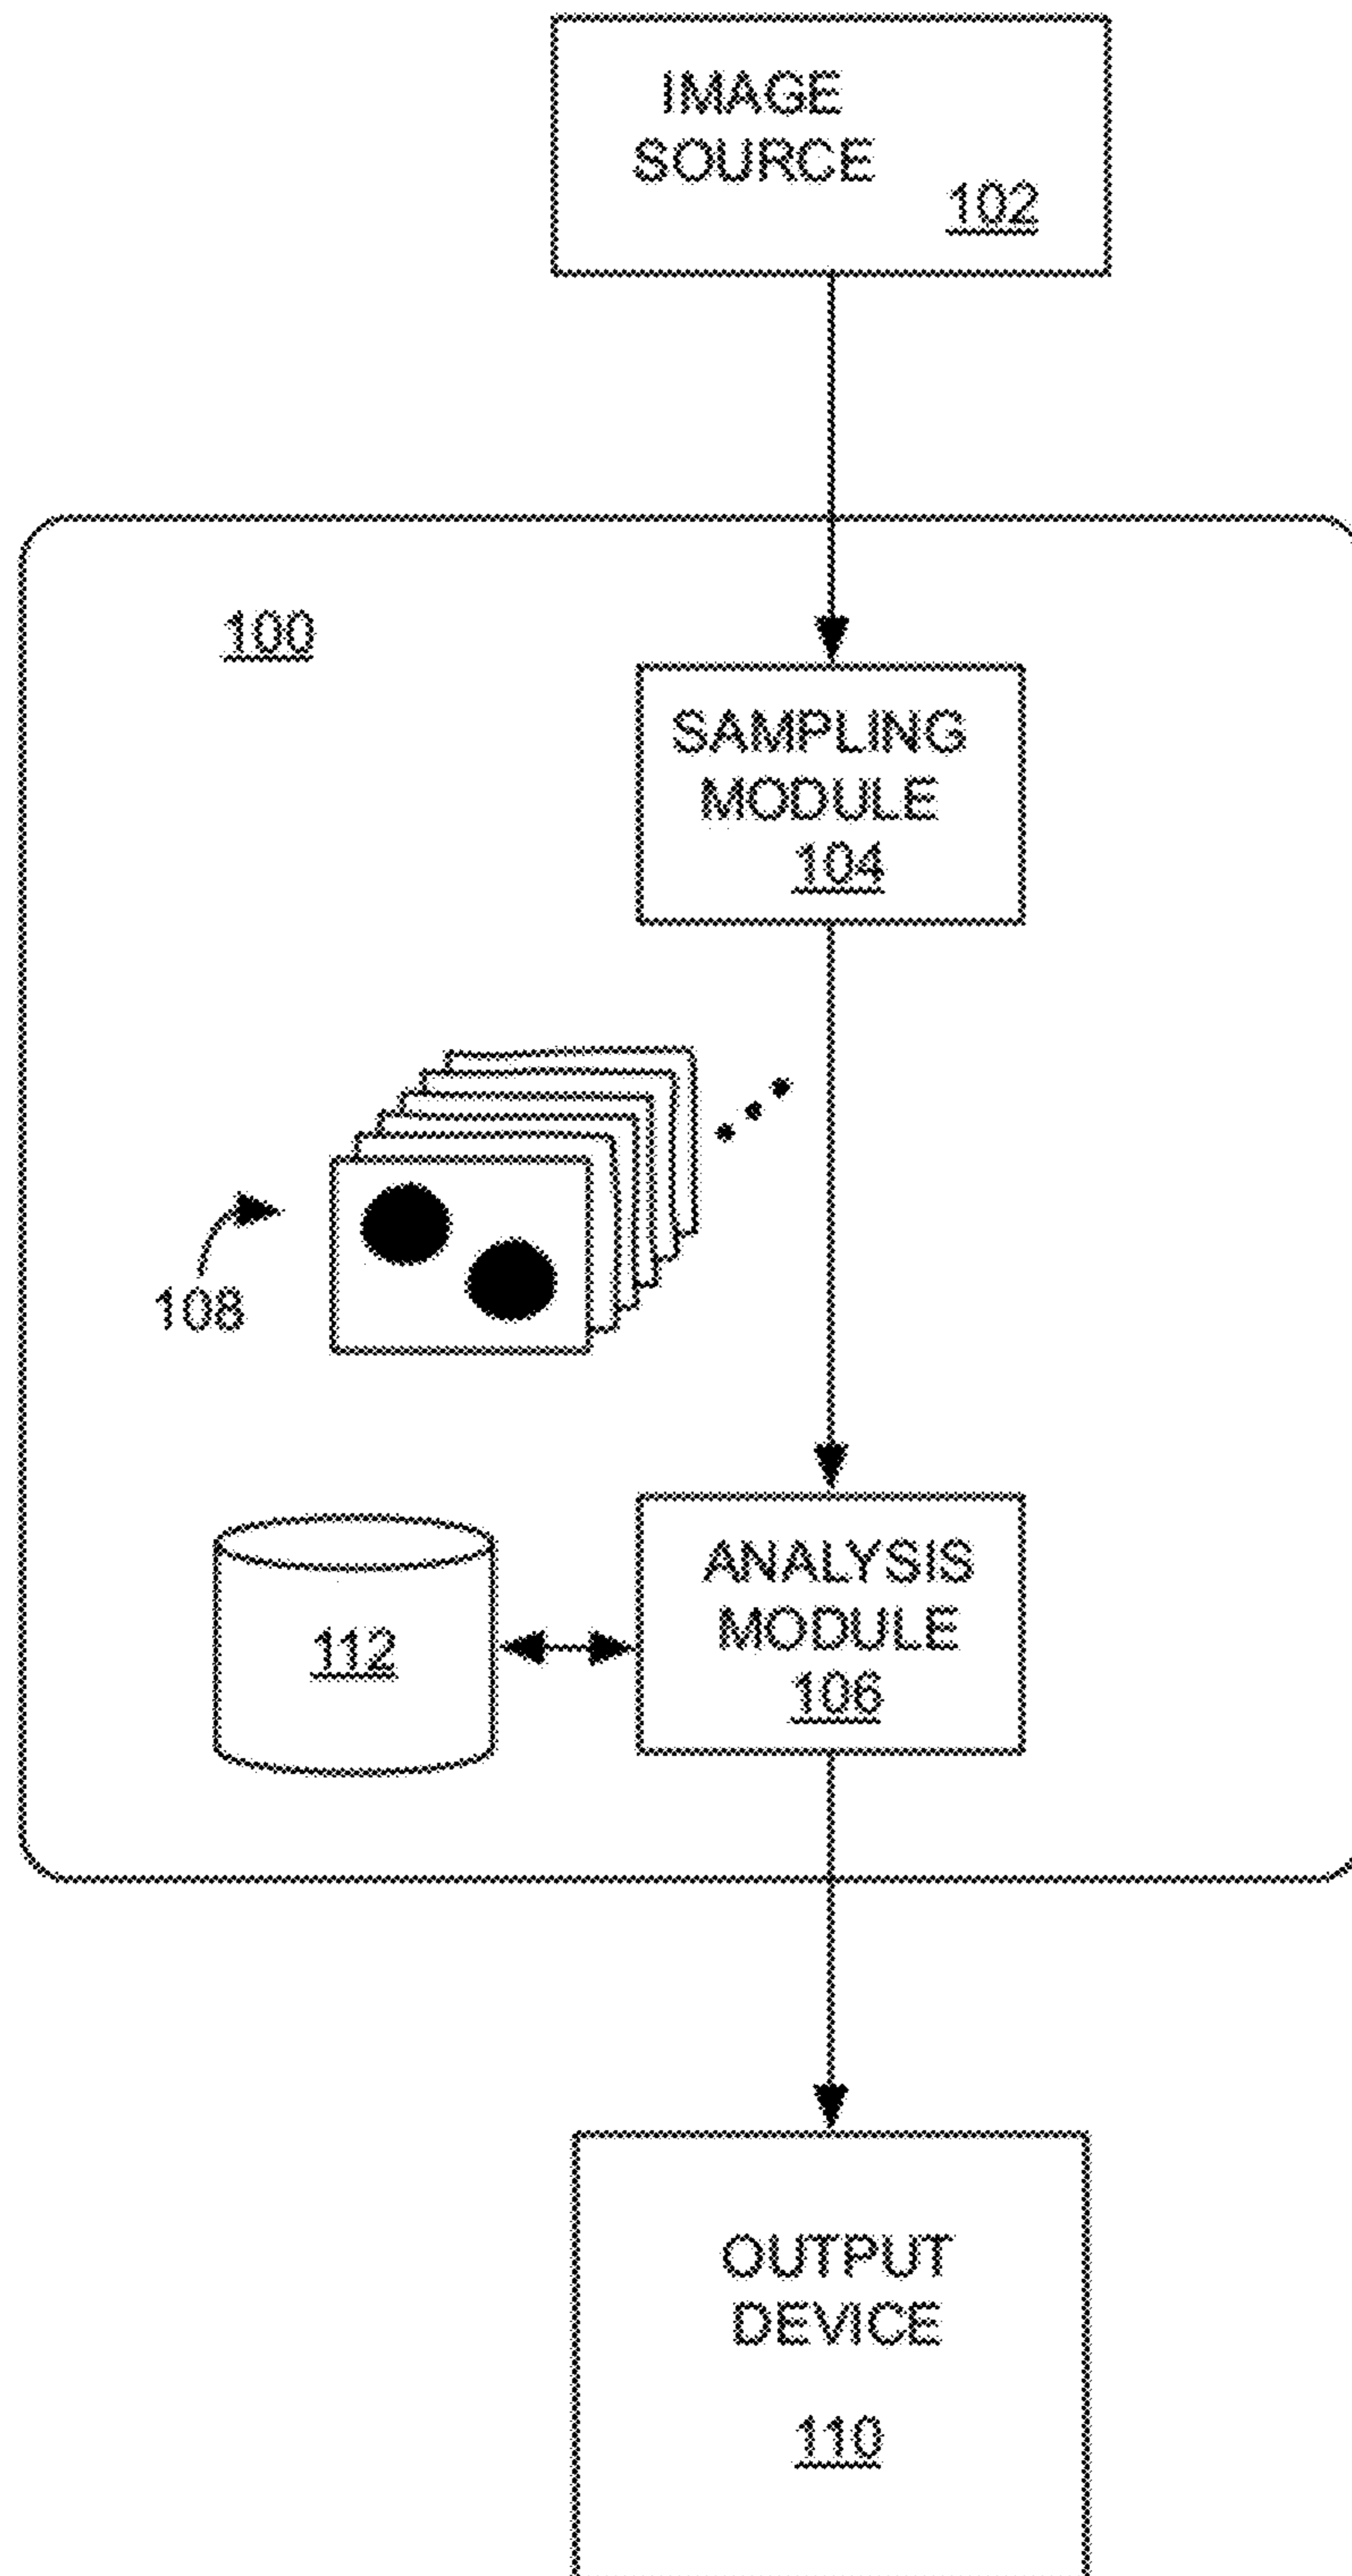 IMAGE
SOURCE
102
100
SAMPLING
MODULE
104
108
112
ANALYSIS
MODULE
106
OUTPUT
DEVICE
110